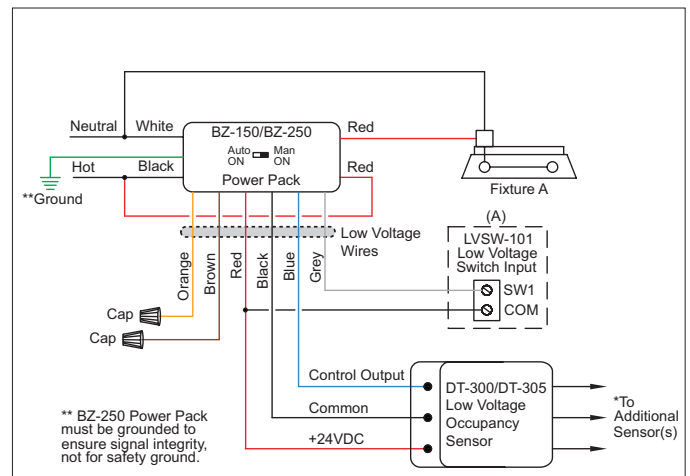 Neutral White
BZ-150/BZ-250
Red
Auto
ON
Man
ON
Hot Black
Power Pack
Red
**Ground
Fixture A
(A)
LVSW-101
Low Voltage
Switch Input
SW1
COM
Low Voltage
Wires
Orange
Brown
Red
Black
Blue
Grey
Cap
Cap
Control Output
Common
+24VDC
DT-300/DT-305
Low Voltage
Occupancy
Sensor
*To
Additional
Sensor(s)
** BZ-250 Power Pack
must be grounded to
ensure signal integrity,
not for safety ground.